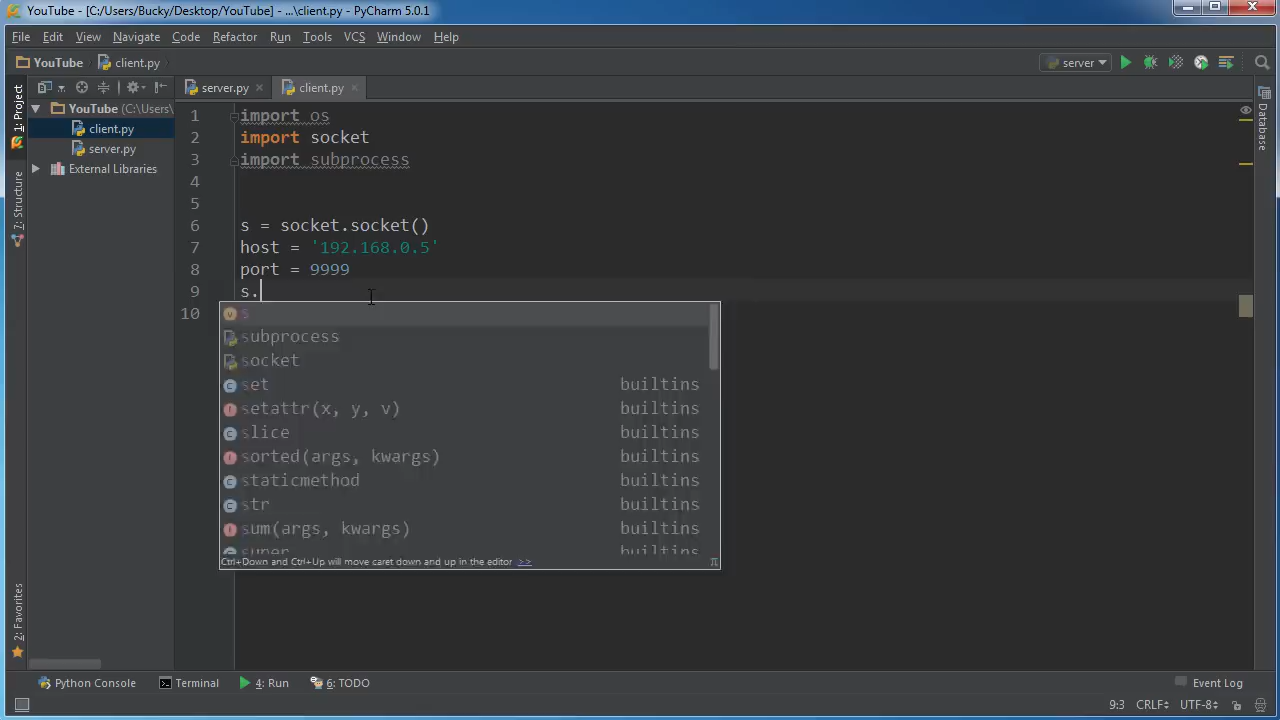 YouTube - [C:/Users/Bucky/Desktop/YouTube] - ...\client.py - PyCharm 5.0.1
File Edit View Navigate Code Refactor Run Tools VCS Window Help
YouTube client.py server
1: Project
7: Structure
2: Favorites
Database
server.py client.py
YouTube (C:\Users\
client.py
server.py
External Libraries
1 import os
2 import socket
3 import subprocess
4
5
6 s = socket.socket()
7 host = '192.168.0.5'
8 port = 9999
9 s.
10
s
subprocess
socket
set builtins
setattr(x, y, v) builtins
slice builtins
sorted(args, kwargs) builtins
staticmethod builtins
str builtins
sum(args, kwargs) builtins
super builtins
Ctrl+Down and Ctrl+Up will move caret down and up in the editor >> π
Python Console Terminal 4: Run 6: TODO Event Log
9:3 CRLF UTF-8